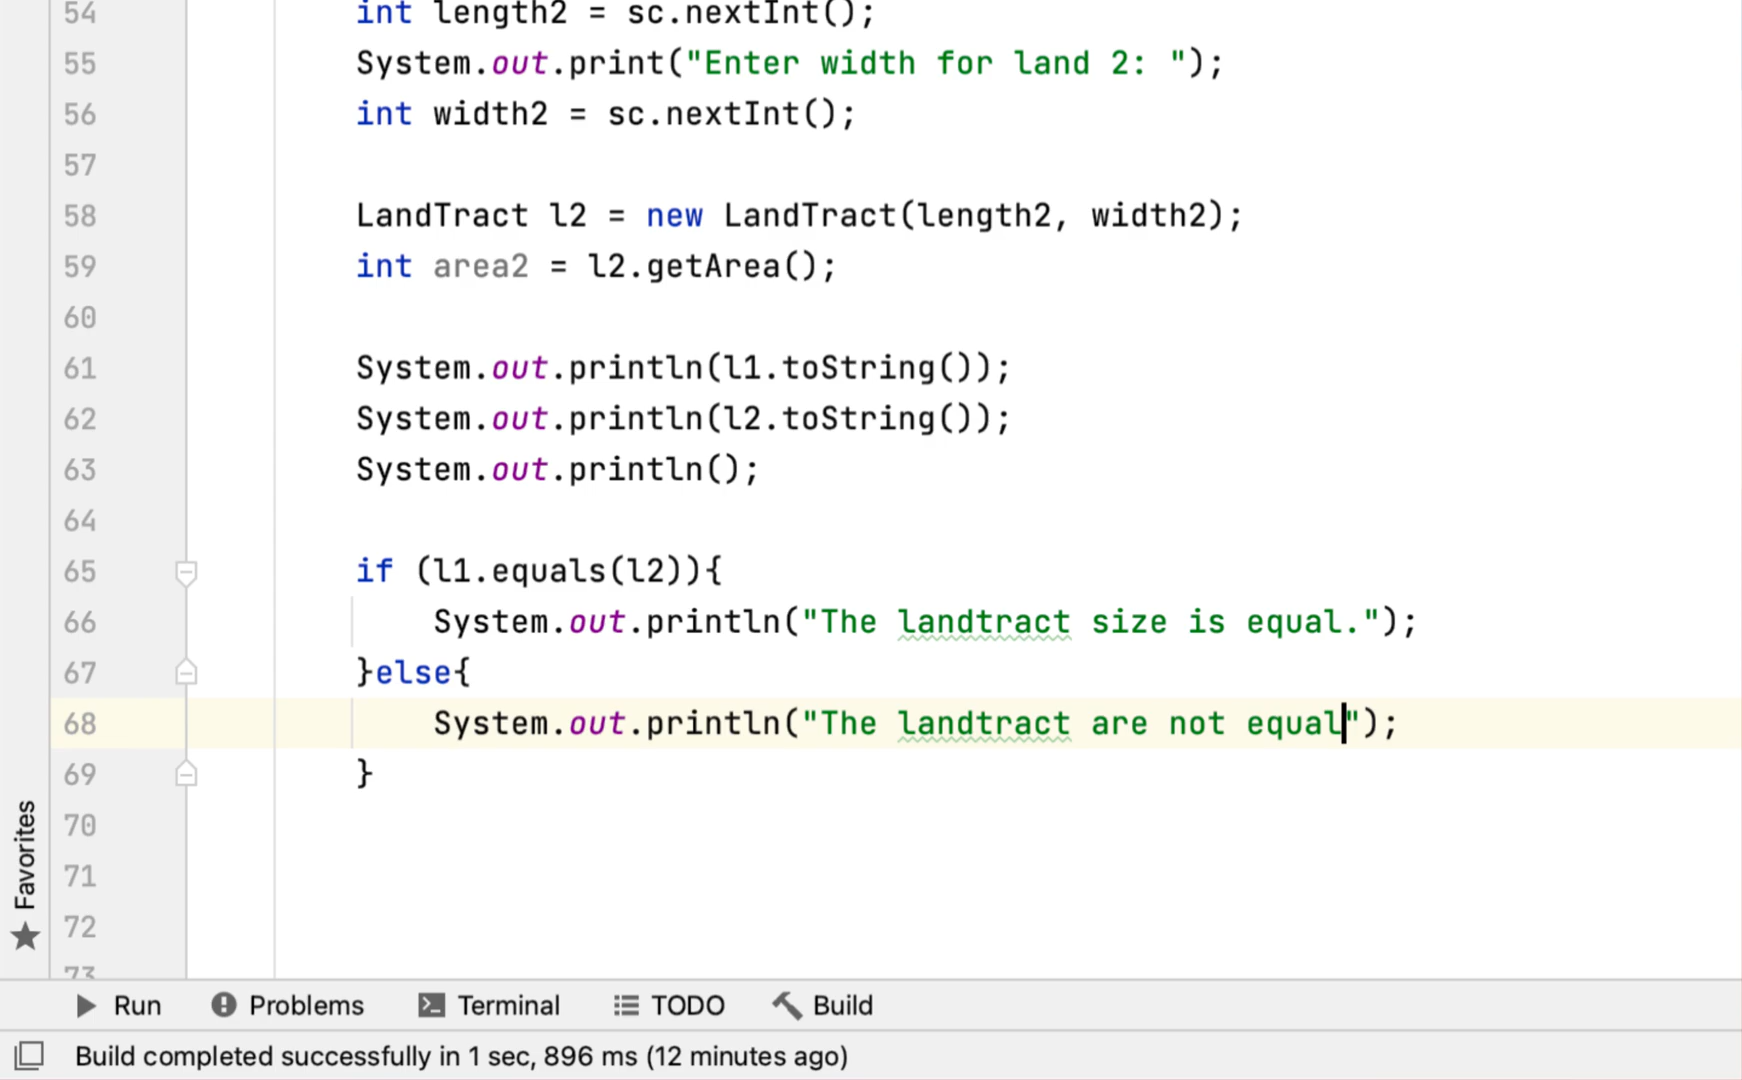 54 int length2 = sc.nextInt();
55 System.out.print("Enter width for land 2: ");
56 int width2 = sc.nextInt();
57
58 LandTract l2 = new LandTract(length2, width2);
59 int area2 = l2.getArea();
60
61 System.out.println(l1.toString());
62 System.out.println(l2.toString());
63 System.out.println();
64
65 if (l1.equals(l2)){
66 System.out.println("The landtract size is equal.");
67 }else{
68 System.out.println("The landtract are not equal");
69 }
70
71
72
73
Favorites
Run Problems Terminal TODO Build
Build completed successfully in 1 sec, 896 ms (12 minutes ago)